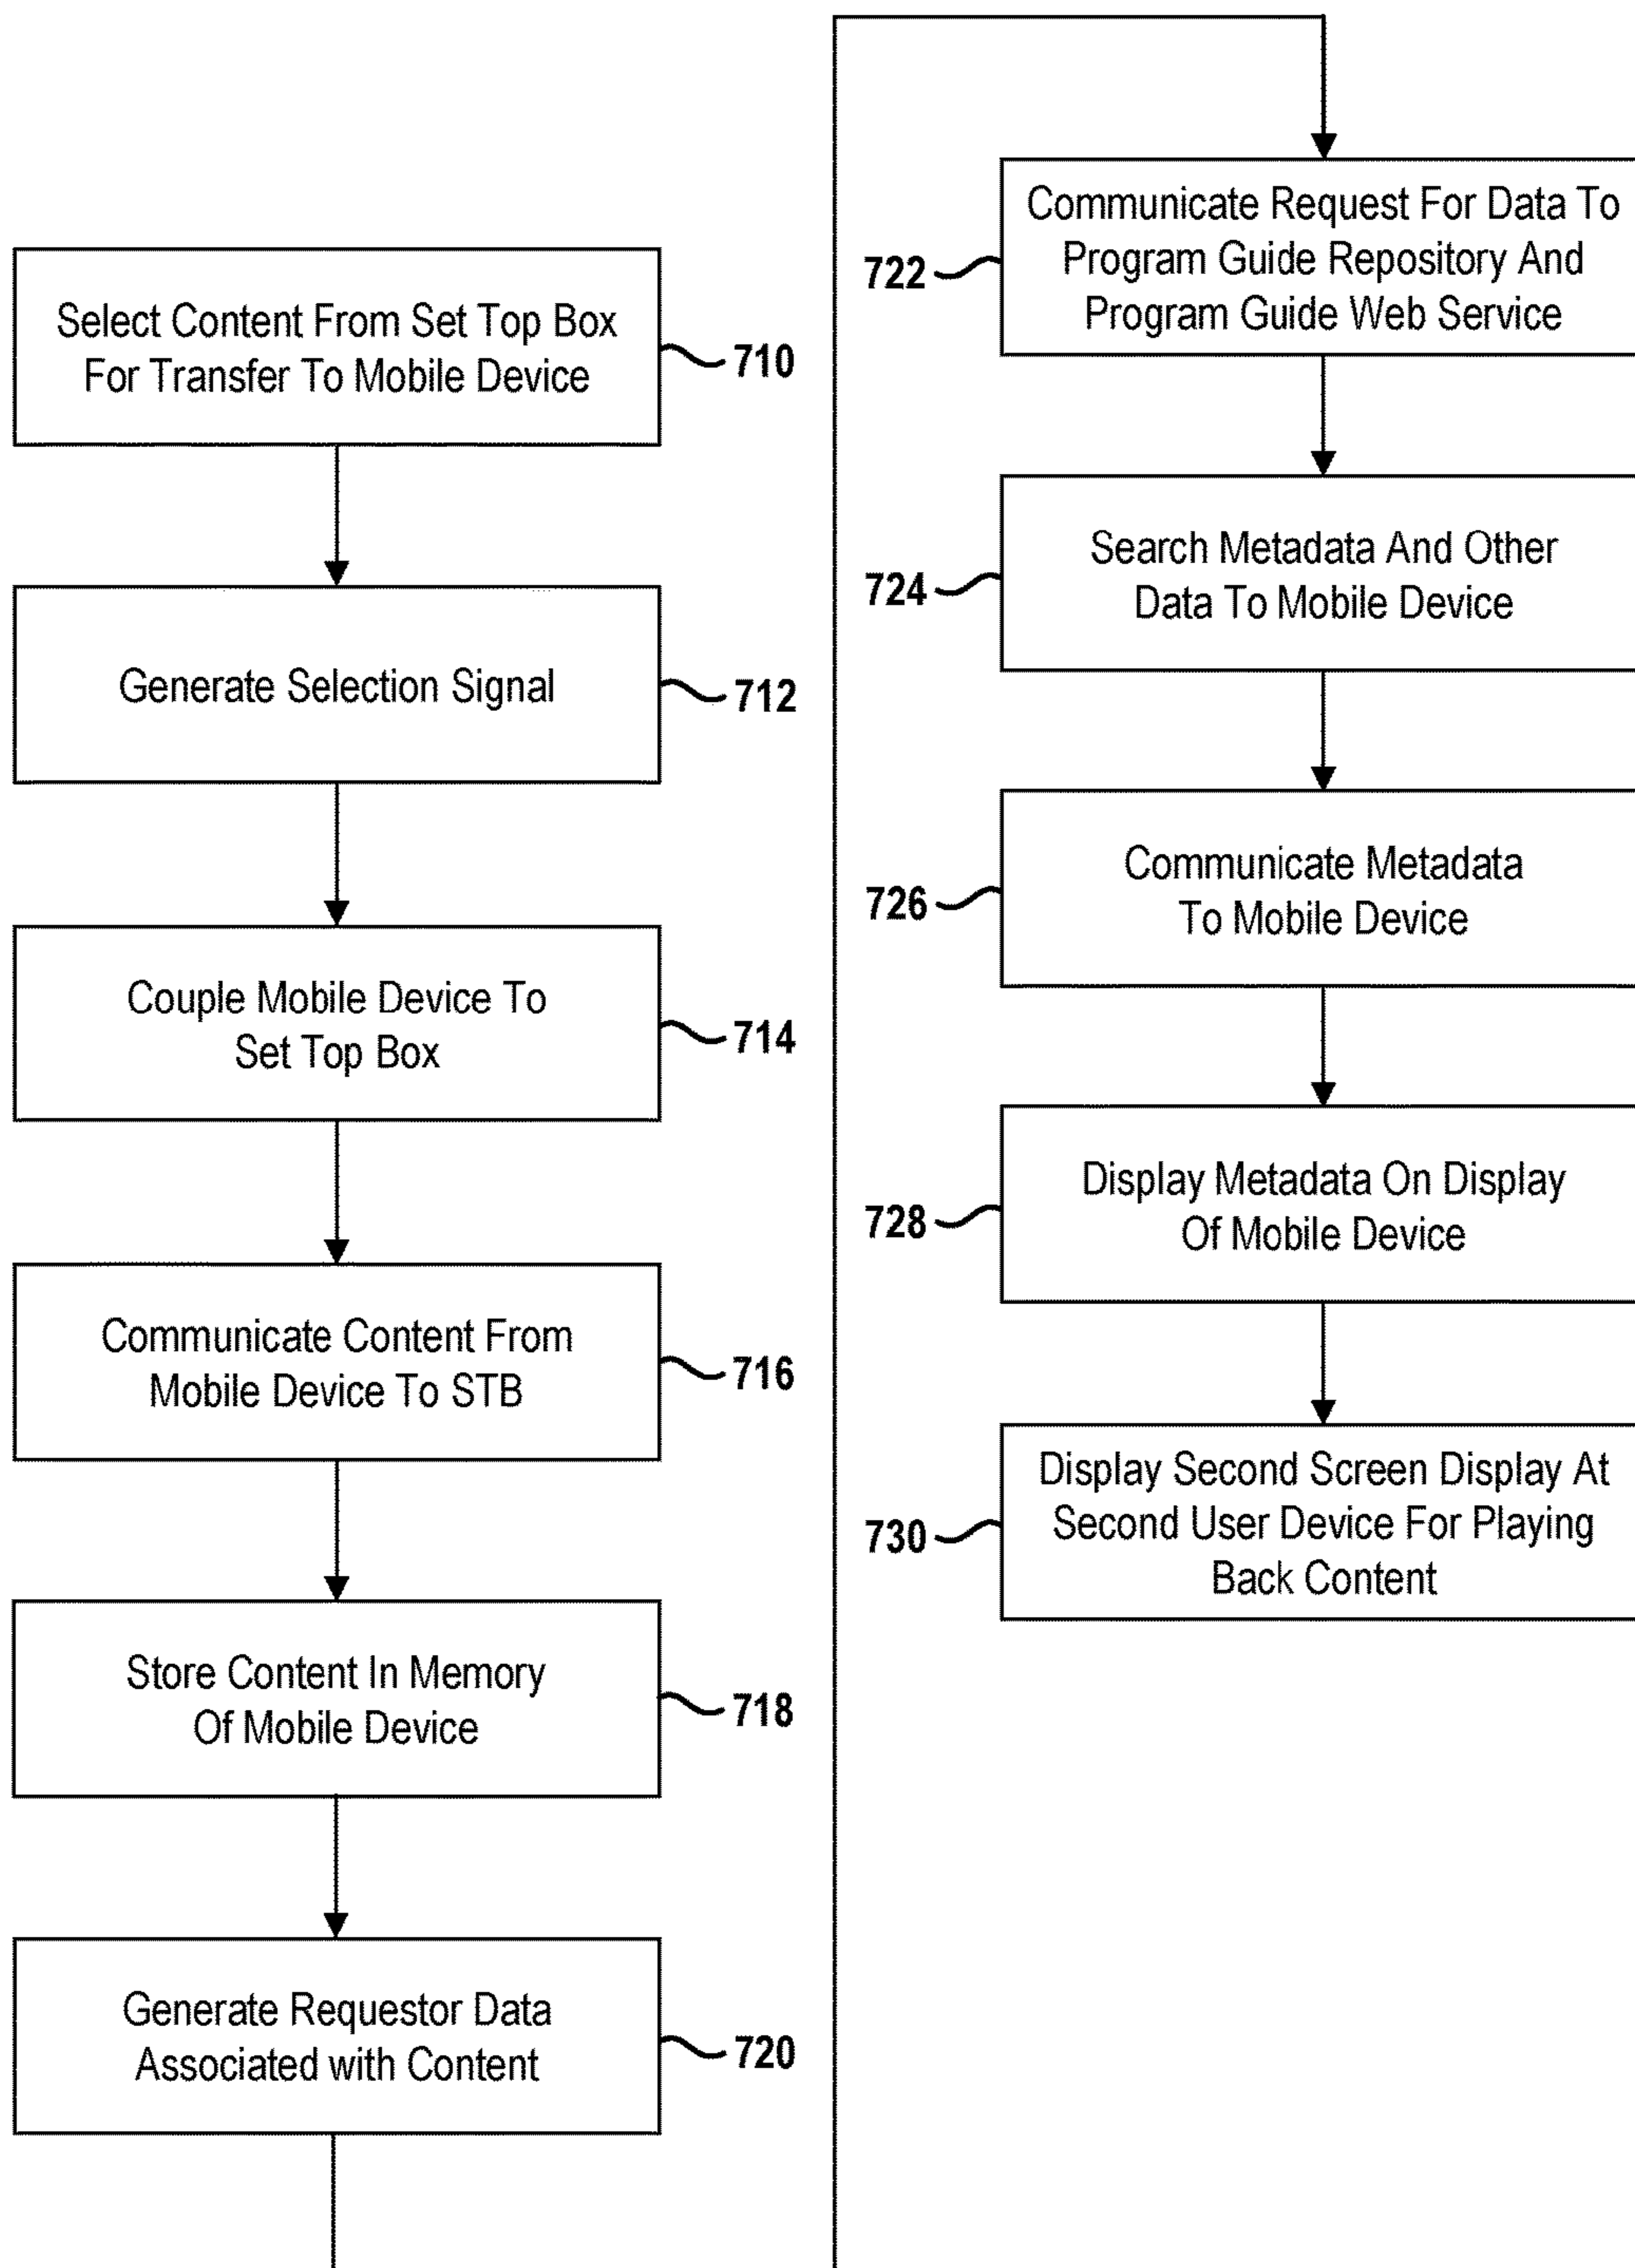 Select Content From Set Top Box
For Transfer To Mobile Device
710
Generate Selection Signal
712
Couple Mobile Device To
Set Top Box
714
Communicate Content From
Mobile Device To STB
716
Store Content In Memory
Of Mobile Device
718
Generate Requestor Data
Associated with Content
720
Communicate Request For Data To
Program Guide Repository And
Program Guide Web Service
722
Search Metadata And Other
Data To Mobile Device
724
Communicate Metadata
To Mobile Device
726
Display Metadata On Display
Of Mobile Device
728
Display Second Screen Display At
Second User Device For Playing
Back Content
730